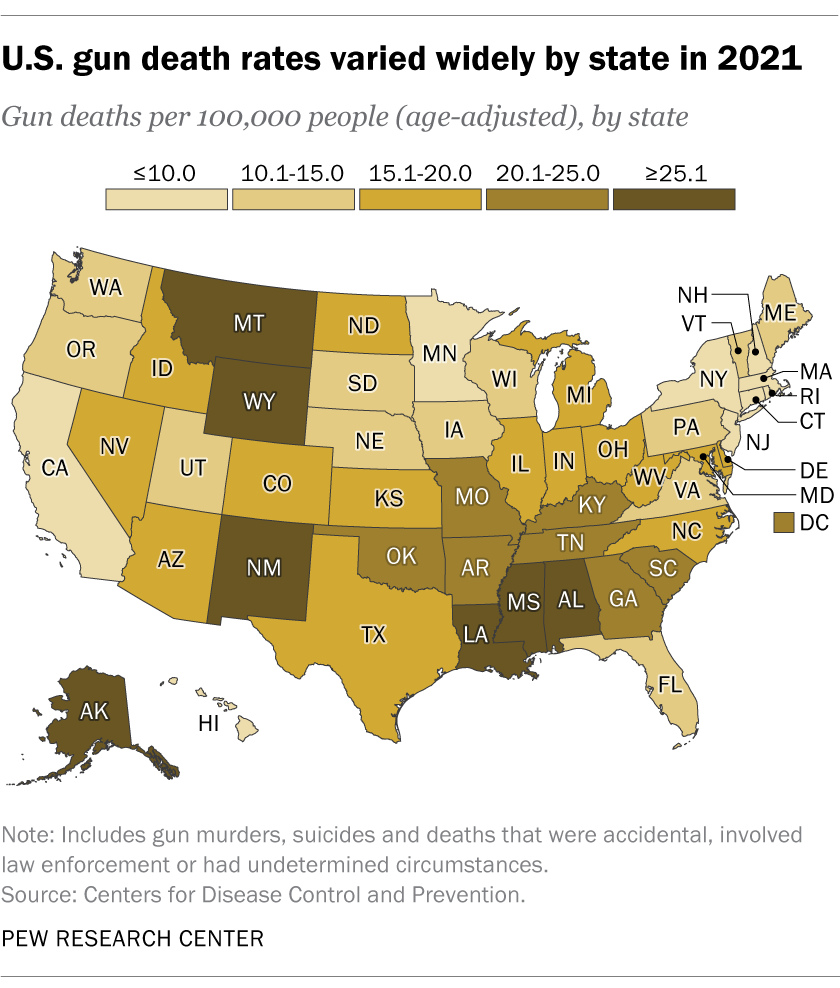 U.S. gun death rates varied widely by state in 2021
Gun deaths per 100,000 people (age-adjusted), by state
≤10.0 10.1-15.0 15.1-20.0 20.1-25.0 ≥25.1
WA
OR
ID
MT
ND
MN
SD
WI
MI
WY
NE
IA
NV
UT
CA
CO
KS
IL
IN
OH
WV
PA
NY
NH
VT
ME
MA
RI
CT
NJ
DE
MD
DC
VA
MO
KY
NC
TN
AZ
NM
OK
AR
SC
MS
AL
GA
LA
TX
FL
AK
HI
Note: Includes gun murders, suicides and deaths that were accidental, involved
law enforcement or had undetermined circumstances.
Source: Centers for Disease Control and Prevention.
PEW RESEARCH CENTER